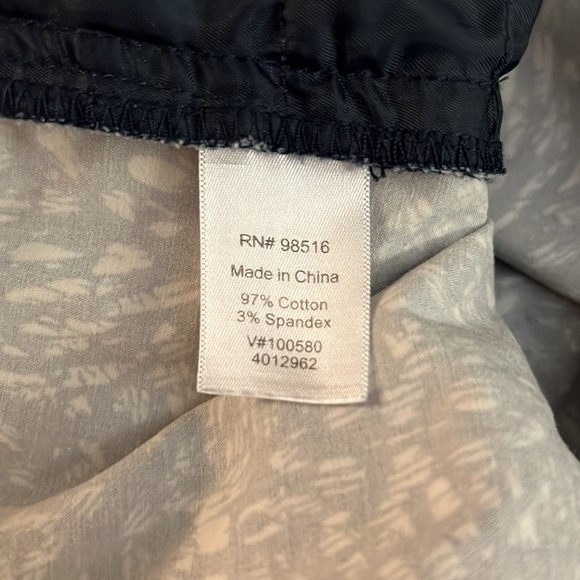 RN# 98516
Made in China
97% Cotton
3% Spandex
V#100580
4012962